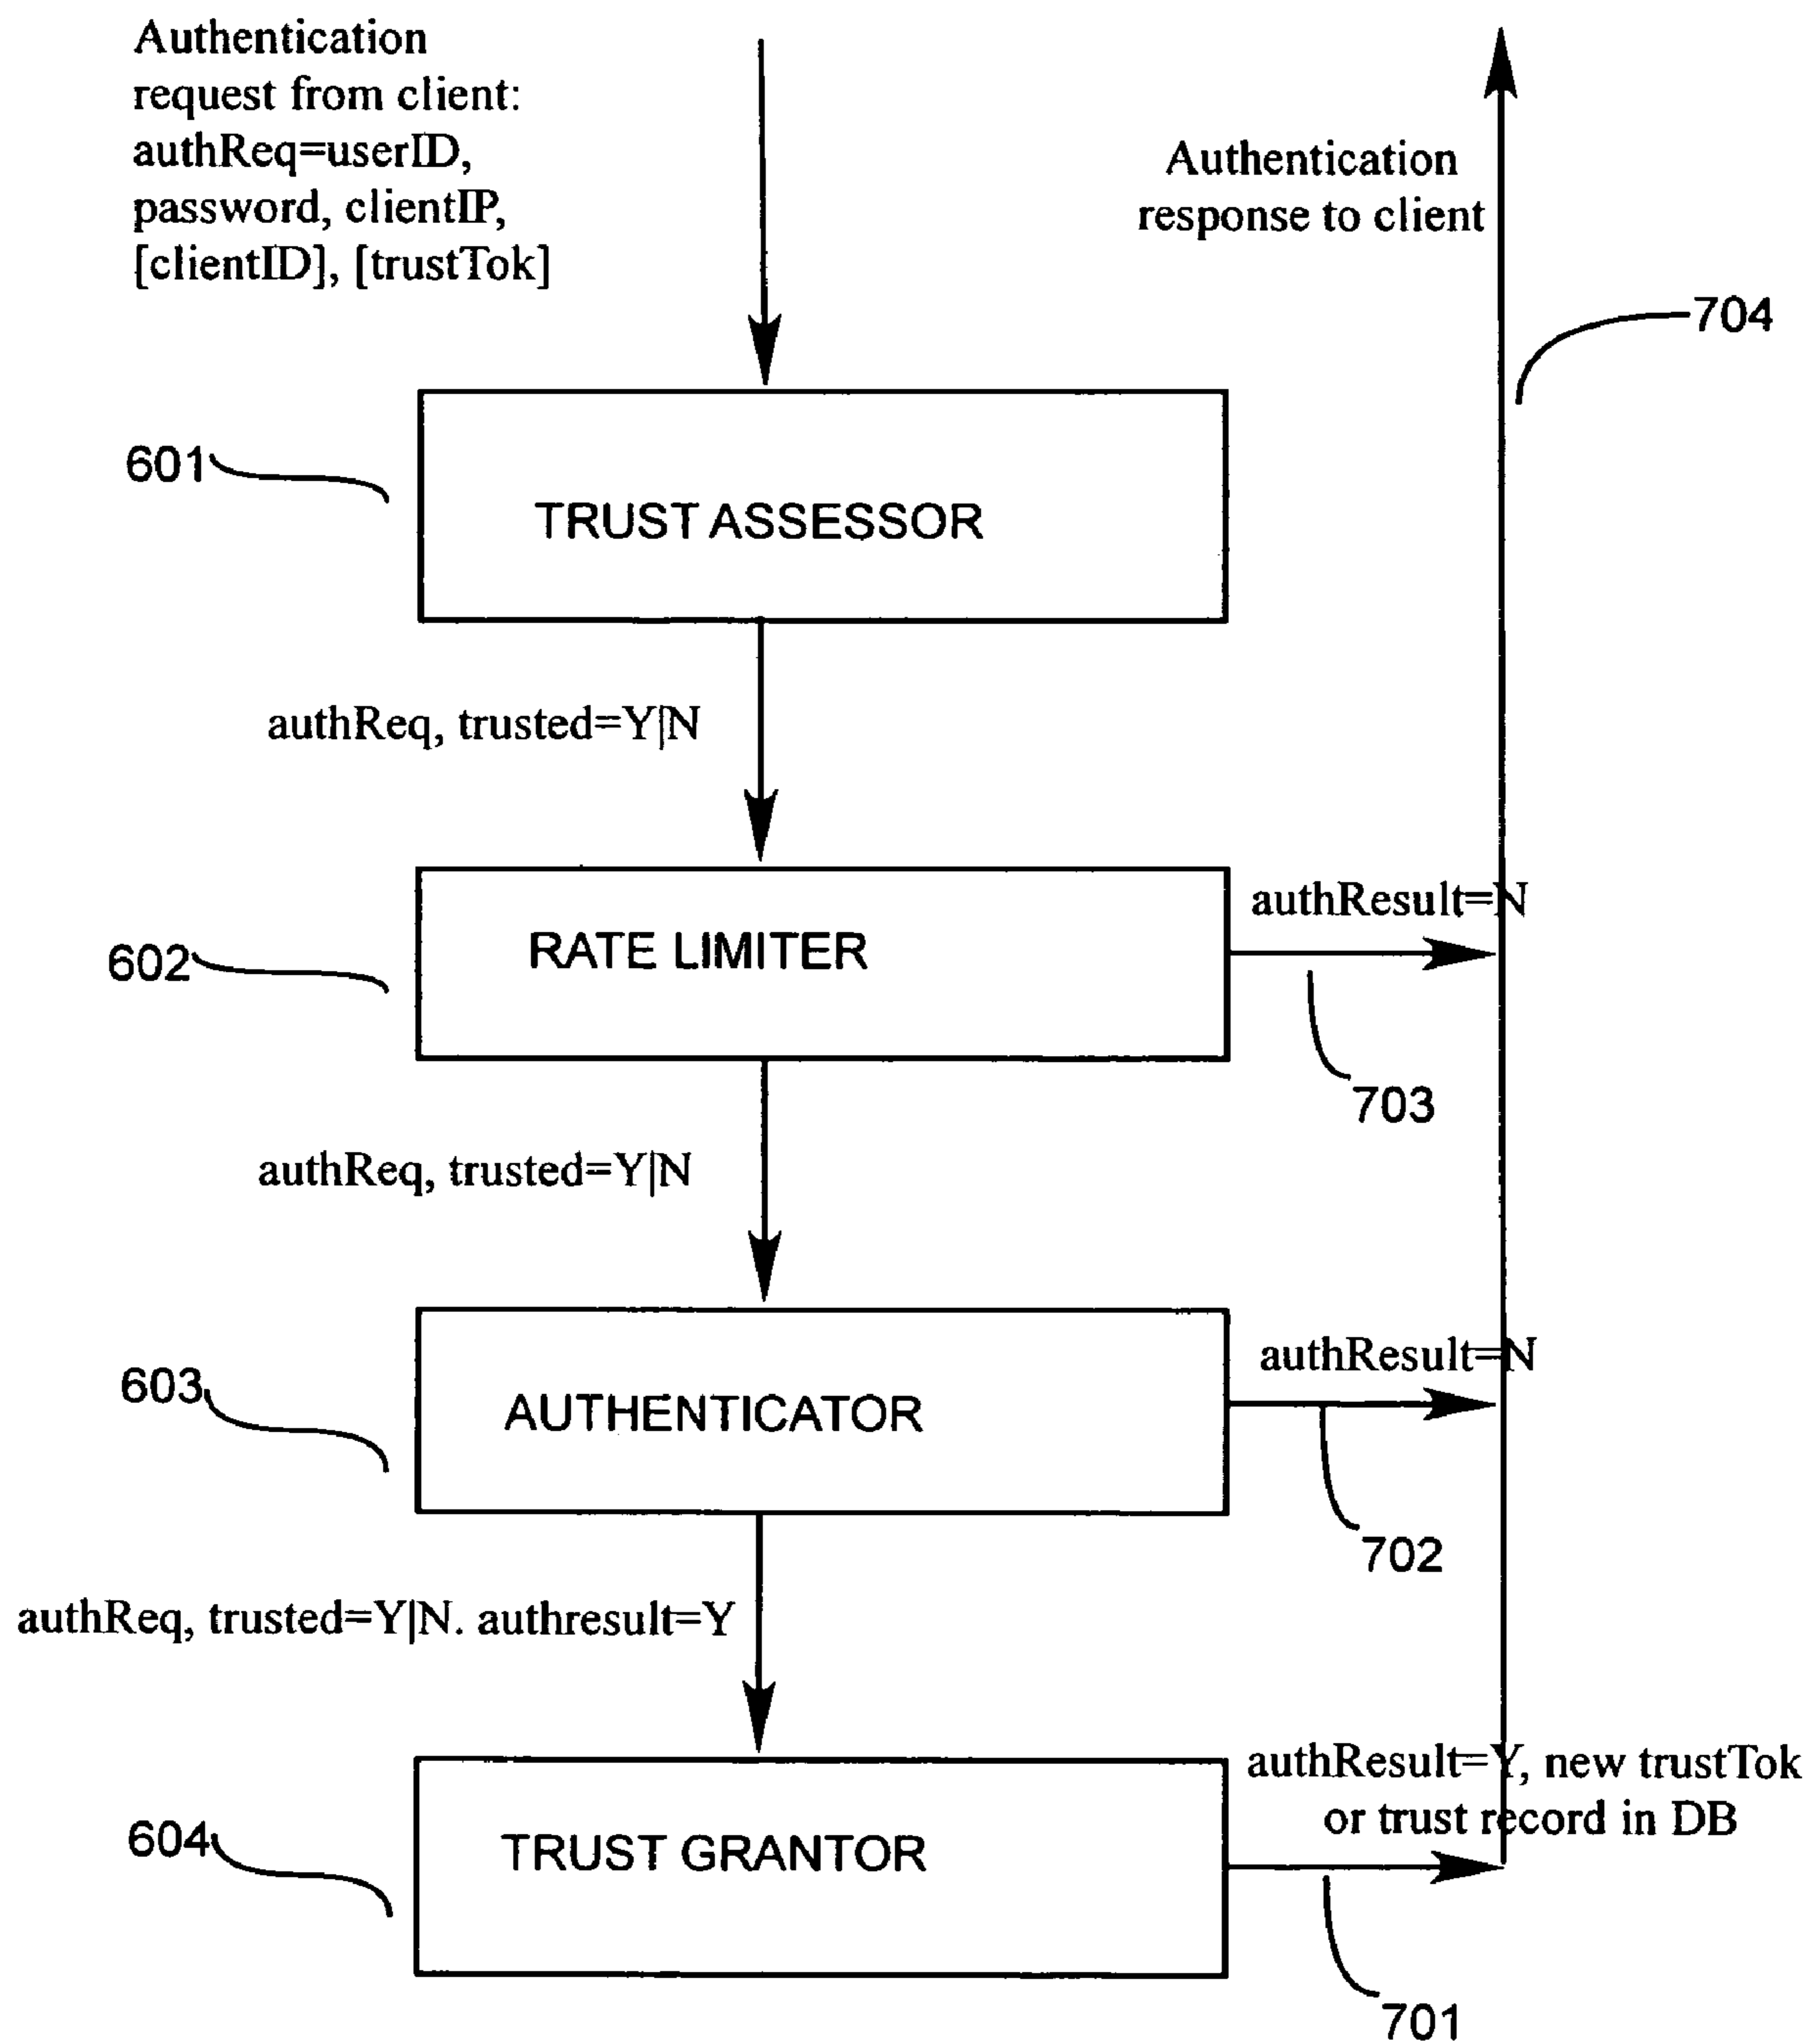 Authentication
request from client:
authReq=userID,
password, clientIP,
[clientID], [trustTok]
Authentication
response to client
704
601
TRUST ASSESSOR
authReq, trusted=Y|N
authResult=N
602
RATE LIMITER
703
authReq, trusted=Y|N
authResult=N
603
AUTHENTICATOR
702
authReq, trusted=Y|N. authresult=Y
authResult=Y, new trustTok
or trust record in DB
604
TRUST GRANTOR
701